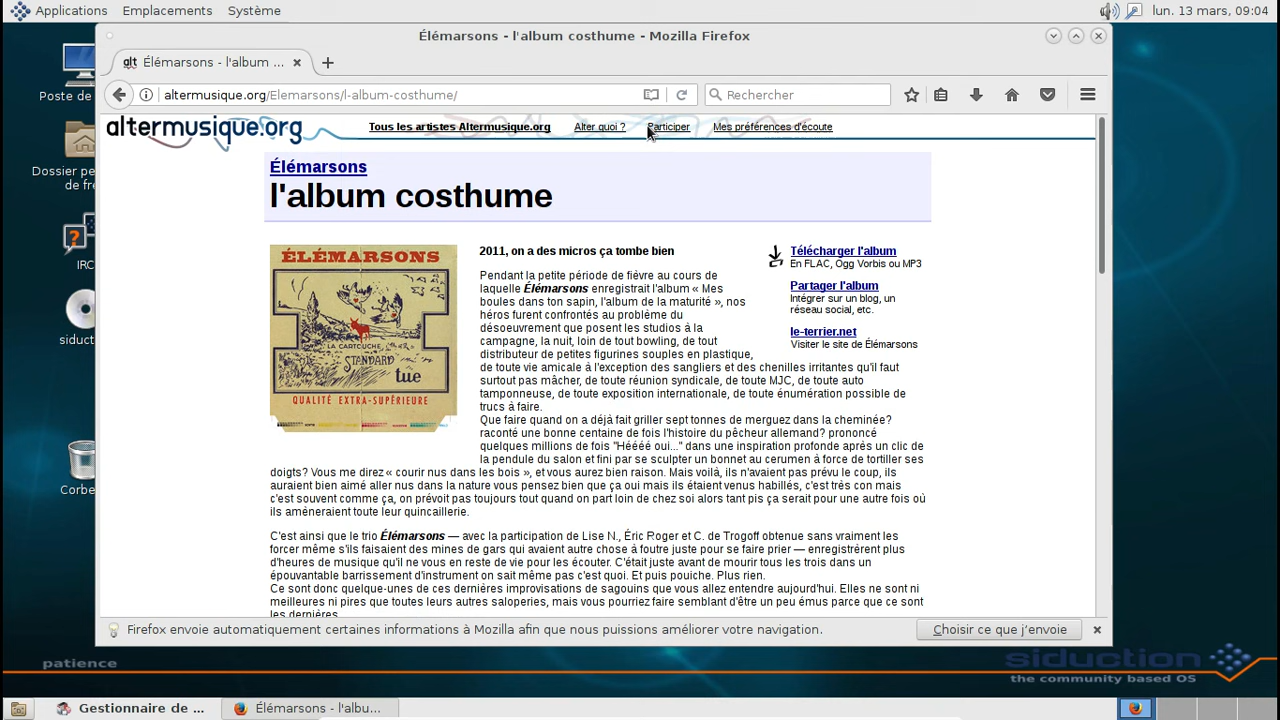 Applications Emplacements Système lun. 13 mars, 09:04
Élémarsons - l'album costhume - Mozilla Firefox
alt Élémarsons - l'album ...
altermusique.org/Elemarsons/l-album-costhume/ Rechercher
altermusique.org Tous les artistes Altermusique.org Alter quoi ? Participer Mes préférences d'écoute
Élémarsons
l'album costhume
ÉLÉMARSONS
LA CARTOUCHE
STANDARD
tue
QUALITÉ EXTRA-SUPÉRIEURE
2011, on a des micros ça tombe bien
Pendant la petite période de fièvre au cours de
laquelle Élémarsons enregistrait l'album « Mes
boules dans ton sapin, l'album de la maturité », nos
héros furent confrontés au problème du
désoeuvrement que posent les studios à la
campagne, la nuit, loin de tout bowling, de tout
distributeur de petites figurines souples en plastique,
de toute vie amicale à l'exception des sangliers et des chenilles irritantes qu'il faut
surtout pas mâcher, de toute réunion syndicale, de toute MJC, de toute auto
tamponneuse, de toute exposition internationale, de toute énumération possible de
trucs à faire.
Que faire quand on a déjà fait griller sept tonnes de merguez dans la cheminée?
raconté une bonne centaine de fois l'histoire du pêcheur allemand? prononcé
quelques millions de fois "Héééé oui..." dans une inspiration profonde après un clic de
la pendule du salon et fini par se sculpter un bonnet au cerumen à force de tortiller ses
doigts? Vous me direz « courir nus dans les bois », et vous aurez bien raison. Mais voilà, ils n'avaient pas prévu le coup, ils
auraient bien aimé aller nus dans la nature vous pensez bien que ça oui mais ils étaient venus habillés, c'est très con mais
c'est souvent comme ça, on prévoit pas toujours tout quand on part loin de chez soi alors tant pis ça serait pour une autre fois où
ils amèneraient toute leur quincaillerie.
C'est ainsi que le trio Élémarsons — avec la participation de Lise N., Éric Roger et C. de Trogoff obtenue sans vraiment les
forcer même s'ils faisaient des mines de gars qui avaient autre chose à foutre juste pour se faire prier — enregistrèrent plus
d'heures de musique qu'il ne vous en reste de vie pour les écouter. C'était juste avant de mourir tous les trois dans un
épouvantable barrissement d'instrument on sait même pas c'est quoi. Et puis pouiche. Plus rien.
Ce sont donc quelque-unes de ces dernières improvisations de sagouins que vous allez entendre aujourd'hui. Elles ne sont ni
meilleures ni pires que toutes leurs autres saloperies, mais vous pourriez faire semblant d'être un peu émus parce que ce sont
les dernières.
Télécharger l'album
En FLAC, Ogg Vorbis ou MP3
Partager l'album
Intégrer sur un blog, un
réseau social, etc.
le-terrier.net
Visiter le site de Élémarsons
Firefox envoie automatiquement certaines informations à Mozilla afin que nous puissions améliorer votre navigation. Choisir ce que j'envoie
Poste de
Dossier pe
de fre
IRC
siduct
Corbe
patience
siduction
the community based OS
Gestionnaire de ... Élémarsons - l'albu...